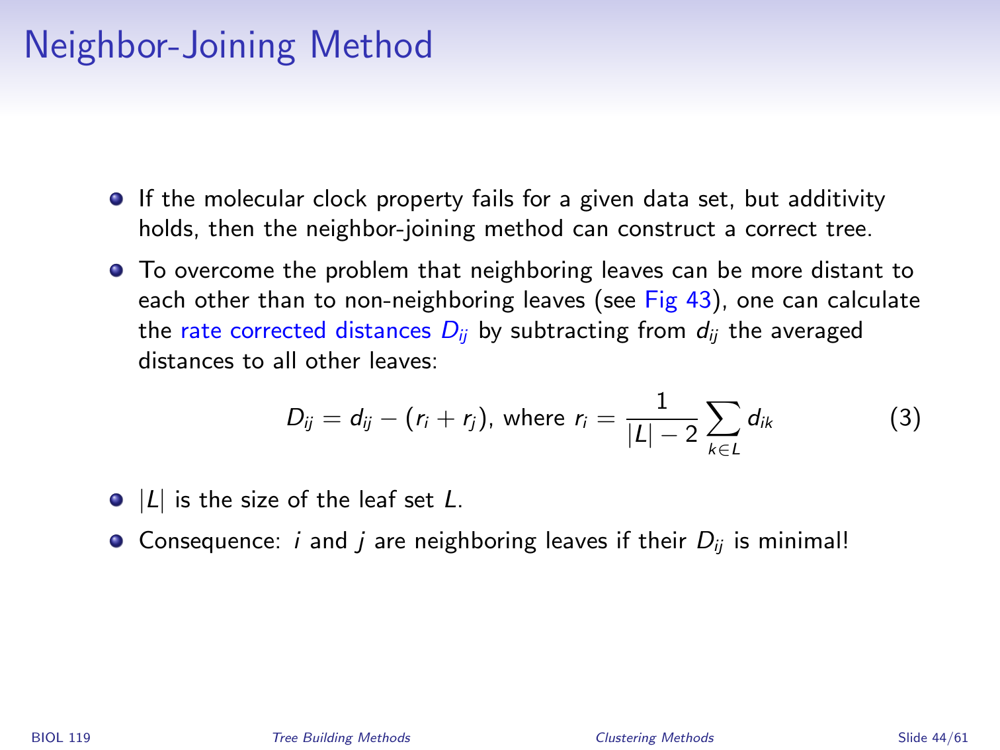 Neighbor-Joining Method
If the molecular clock property fails for a given data set, but additivity
holds, then the neighbor-joining method can construct a correct tree.
To overcome the problem that neighboring leaves can be more distant to
each other than to non-neighboring leaves (see Fig 43), one can calculate
the rate corrected distances D_{ij} by subtracting from d_{ij} the averaged
distances to all other leaves:
D_{ij} = d_{ij} − (r_i + r_j), where r_i = \frac{1}{|L| − 2} \sum_{k∈L} d_{ik} (3)
|L| is the size of the leaf set L.
Consequence: i and j are neighboring leaves if their D_{ij} is minimal!
BIOL 119 Tree Building Methods Clustering Methods Slide 44/61